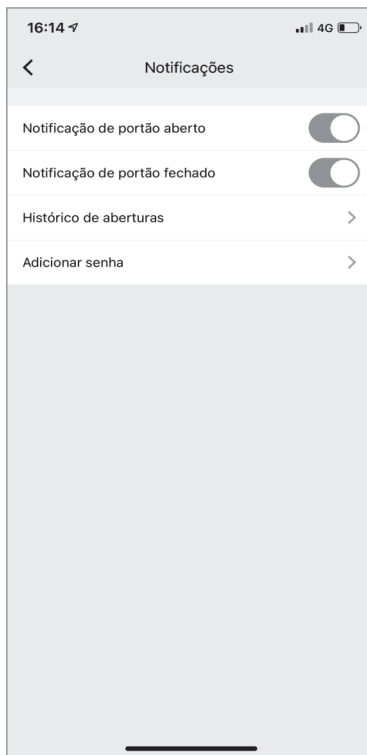 16:14
4G
Notificações
Notificação de portão aberto
Notificação de portão fechado
Histórico de aberturas
Adicionar senha